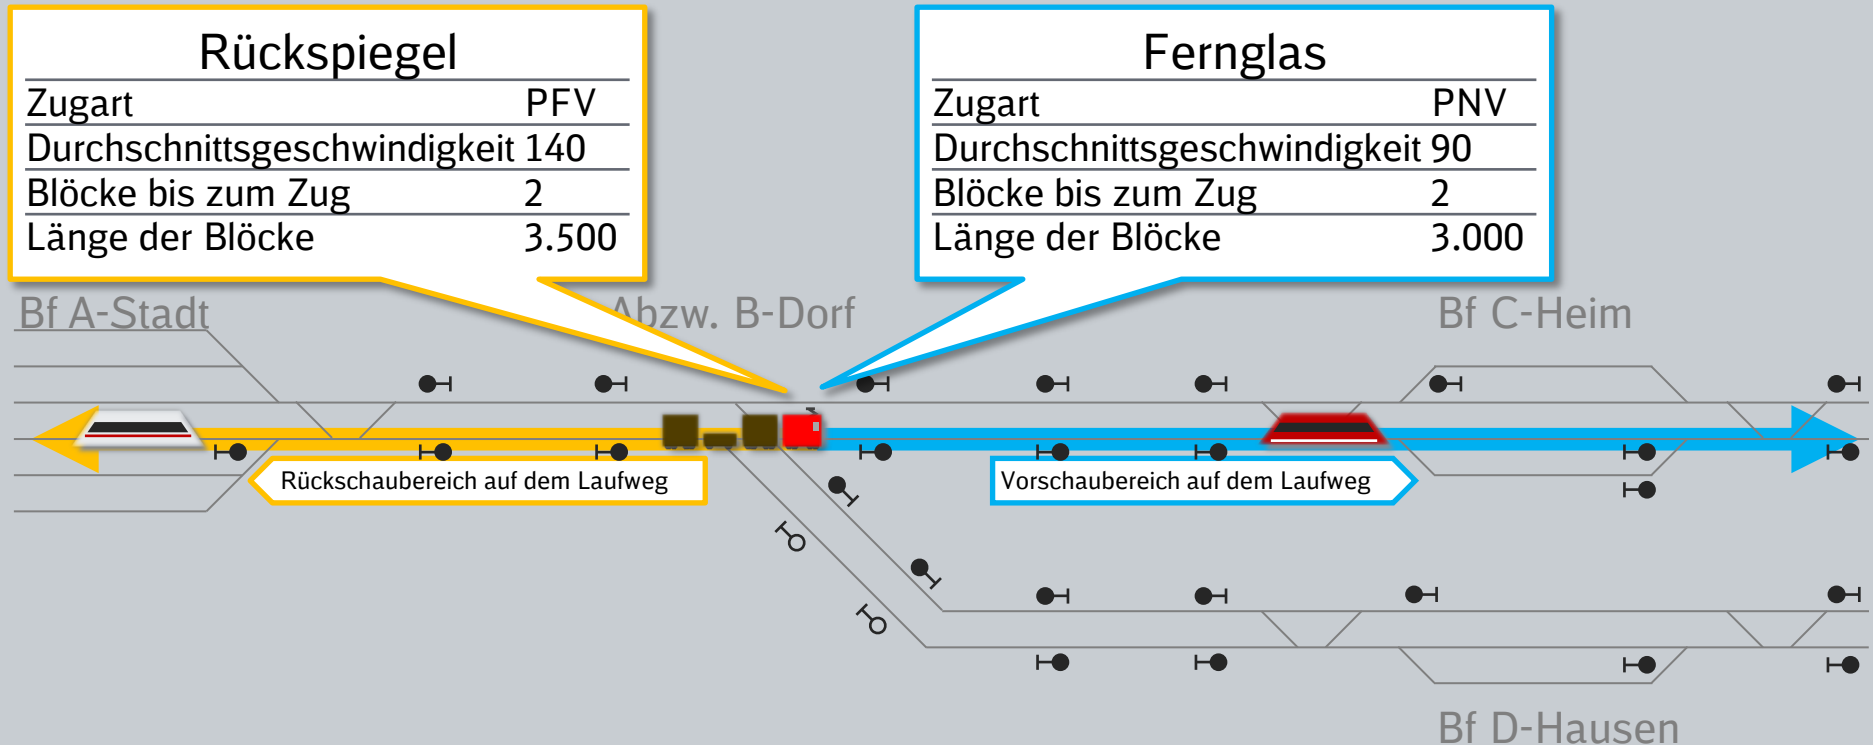 Rückspiegel
Zugart PFV
Durchschnittsgeschwindigkeit 140
Blöcke bis zum Zug 2
Länge der Blöcke 3.500
Fernglas
Zugart PNV
Durchschnittsgeschwindigkeit 90
Blöcke bis zum Zug 2
Länge der Blöcke 3.000
Bf A-Stadt
Abzw. B-Dorf
Bf C-Heim
Rückschaubereich auf dem Laufweg
Vorschaubereich auf dem Laufweg
Bf D-Hausen